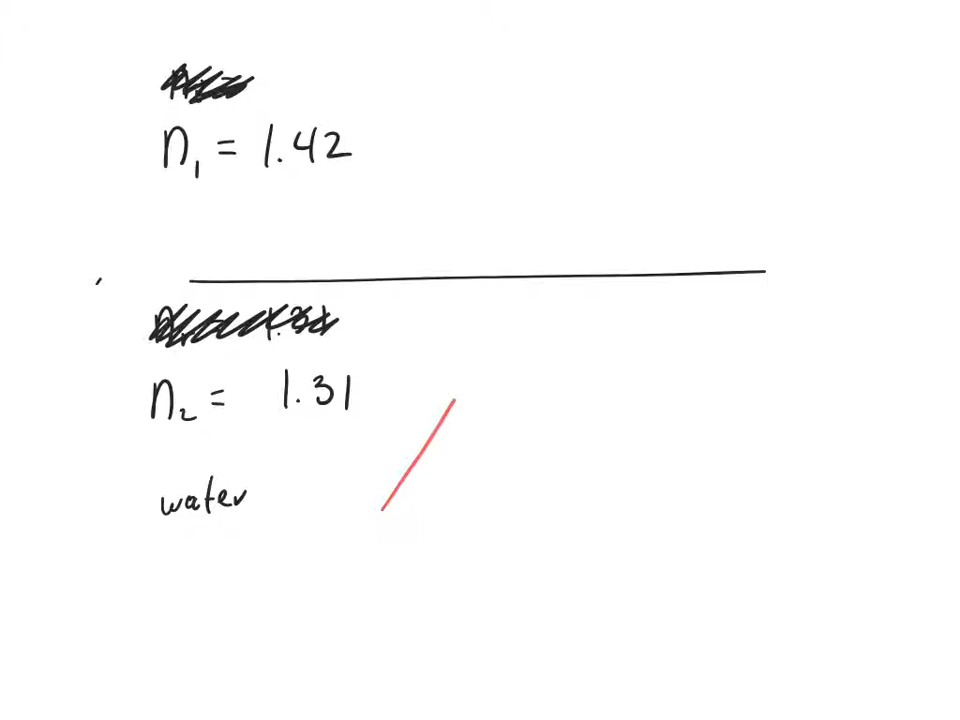 n₁ = 1.42
n₂ = 1.31
water